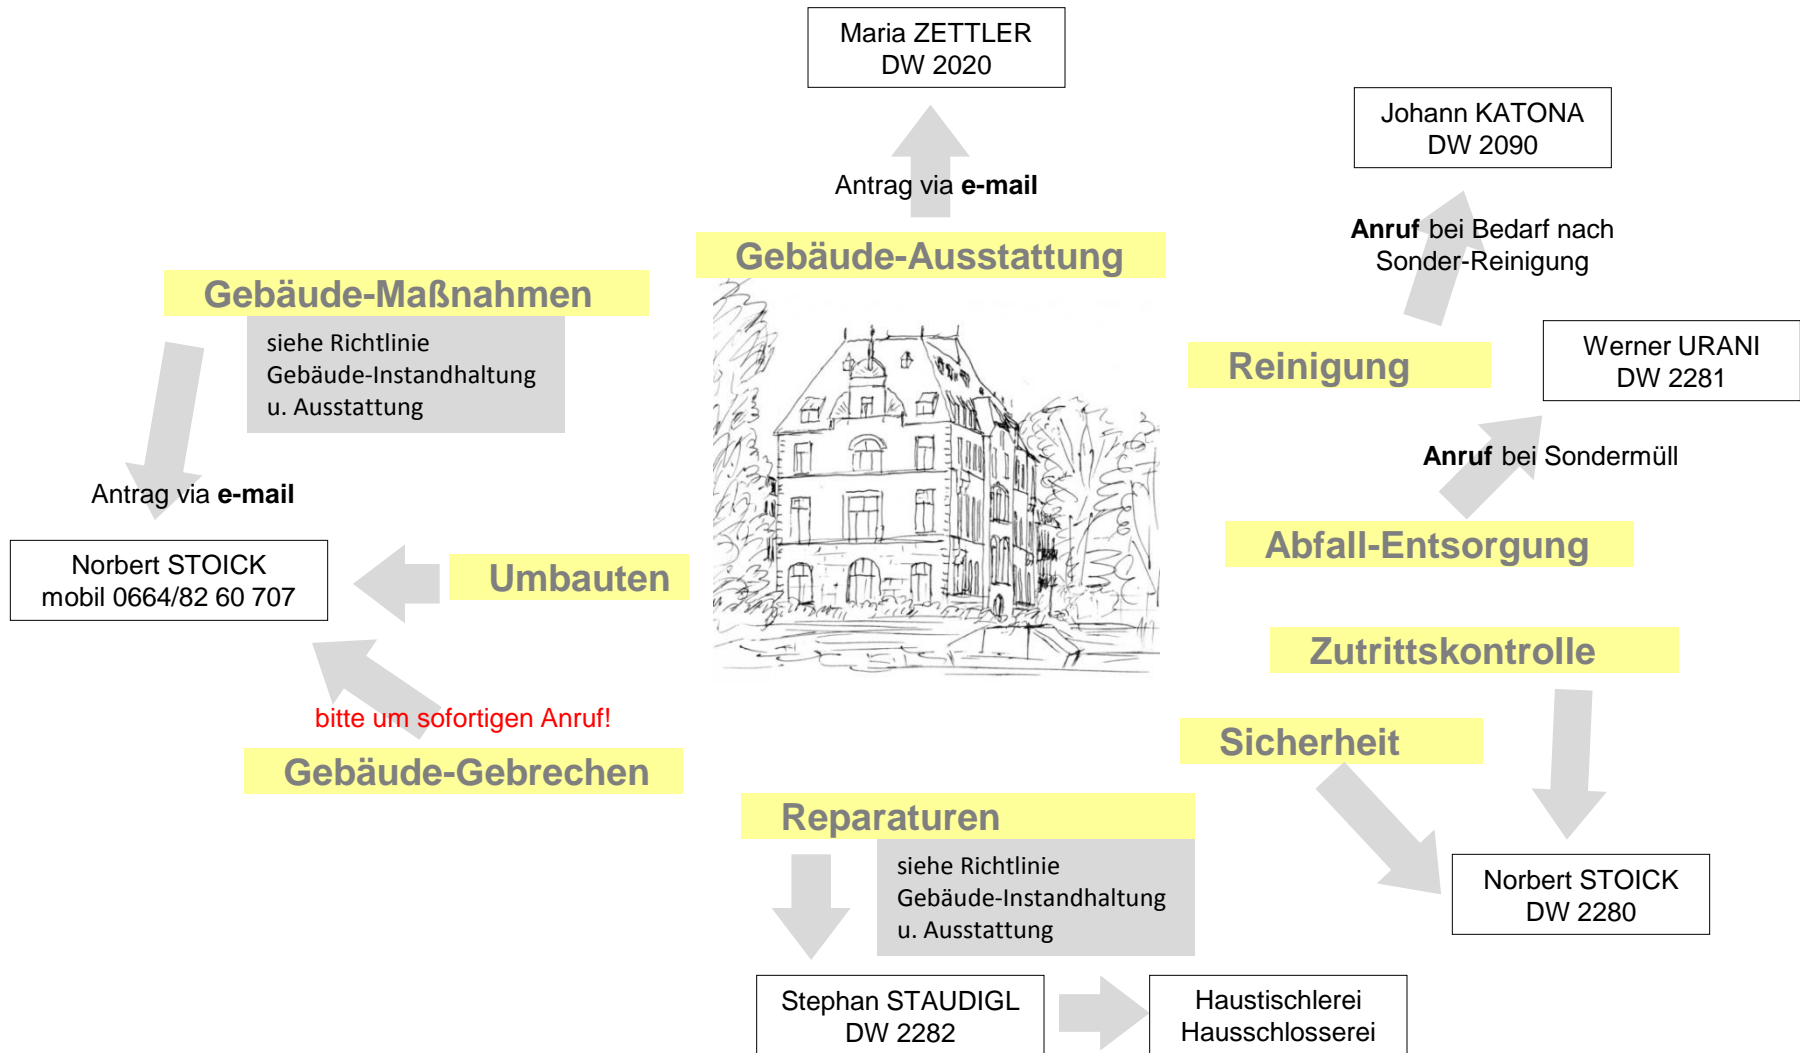 Maria ZETTLER
DW 2020
Johann KATONA
DW 2090
Antrag via e-mail
Anruf bei Bedarf nach
Sonder-Reinigung
Gebäude-Ausstattung
Gebäude-Maßnahmen
siehe Richtlinie
Gebäude-Instandhaltung
u. Ausstattung
Reinigung
Werner URANI
DW 2281
Anruf bei Sondermüll
Antrag via e-mail
Abfall-Entsorgung
Norbert STOICK
mobil 0664/82 60 707
Umbauten
Zutrittskontrolle
bitte um sofortigen Anruf!
Gebäude-Gebrechen
Sicherheit
Reparaturen
siehe Richtlinie
Gebäude-Instandhaltung
u. Ausstattung
Norbert STOICK
DW 2280
Stephan STAUDIGL
DW 2282
Haustischlerei
Hausschlosserei